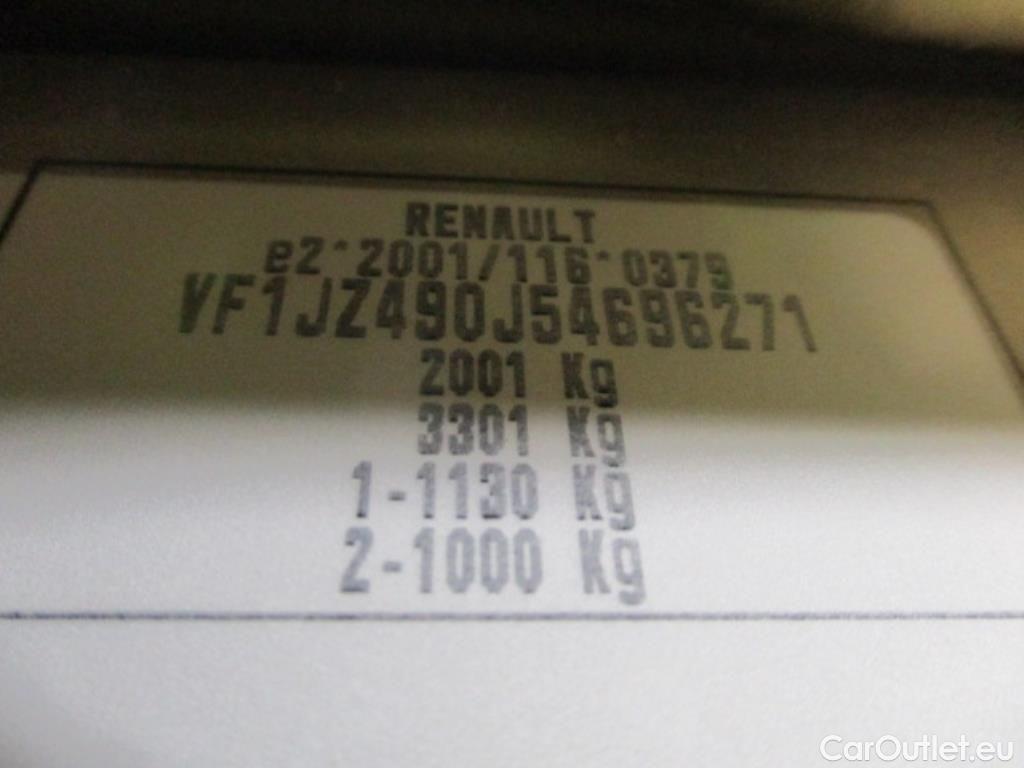 RENAULT
e2*2001/116*0379
VF1JZ490J54696271
2001 Kg
3301 Kg
1-1130 Kg
2-1000 Kg
CarOutlet.eu